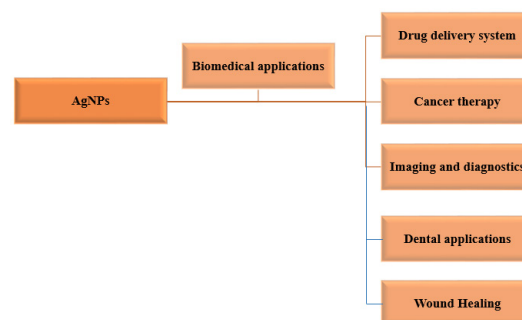 Drug delivery system
Biomedical applications
AgNPs
Cancer therapy
Imaging and diagnostics
Dental applications
Wound Healing